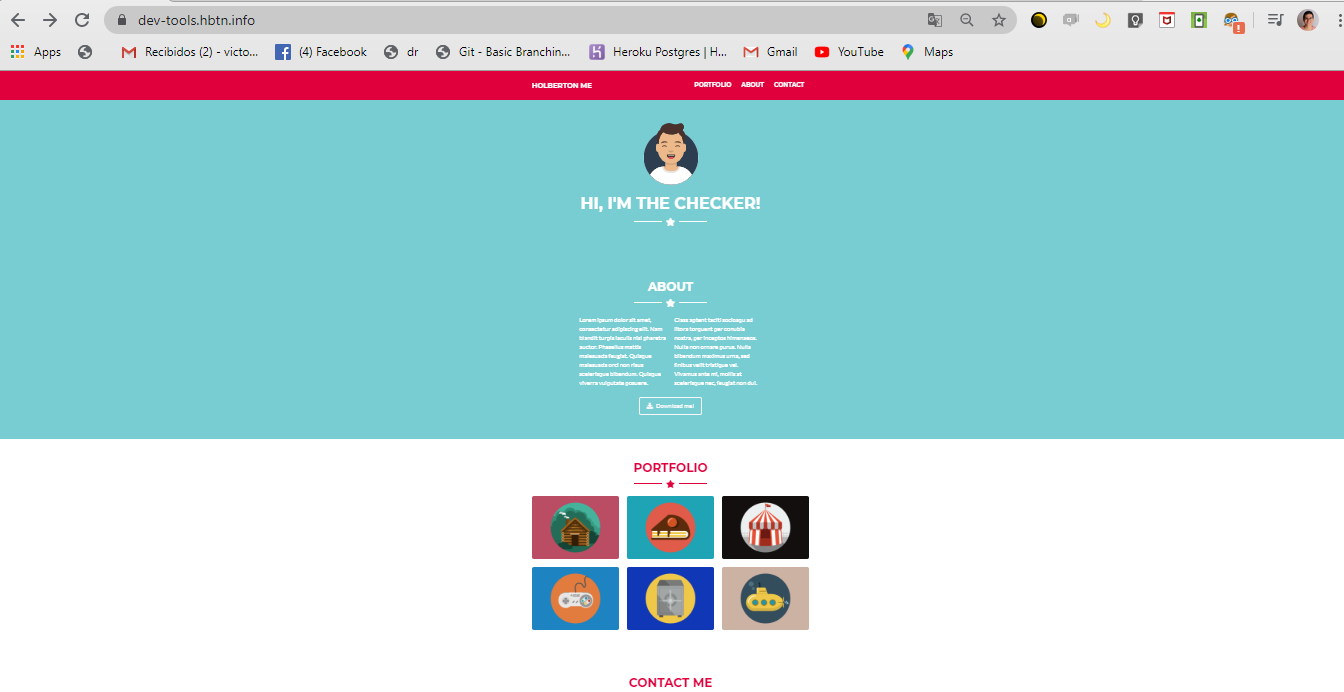 dev-tools.hbtn.info
Apps
Recibidos (2) - victo...
(4) Facebook
dr
Git - Basic Branchin...
Heroku Postgres | H...
Gmail
YouTube
Maps
HOLBERTON ME
PORTFOLIO
ABOUT
CONTACT
HI, I'M THE CHECKER!
ABOUT
Lorem ipsum dolor sit amet,
consectetur adipiscing elit. Nam
blandit turpis iaculis nisl pharetra
auctor. Phasellus mattis
malesuada feugiat. Quisque
malesuada orci non risus
scelerisque bibendum. Quisque
viverra vulputate posuere.
Class aptent taciti sociosqu ad
litora torquent per conubia
nostra, per inceptos himenaeos.
Nulla non ornare purus. Nulla
bibendum maximus urna, sed
finibus velit tristique vel.
Vivamus ante mi, mollis at
scelerisque nec, feugiat non dui.
Download me!
PORTFOLIO
CONTACT ME